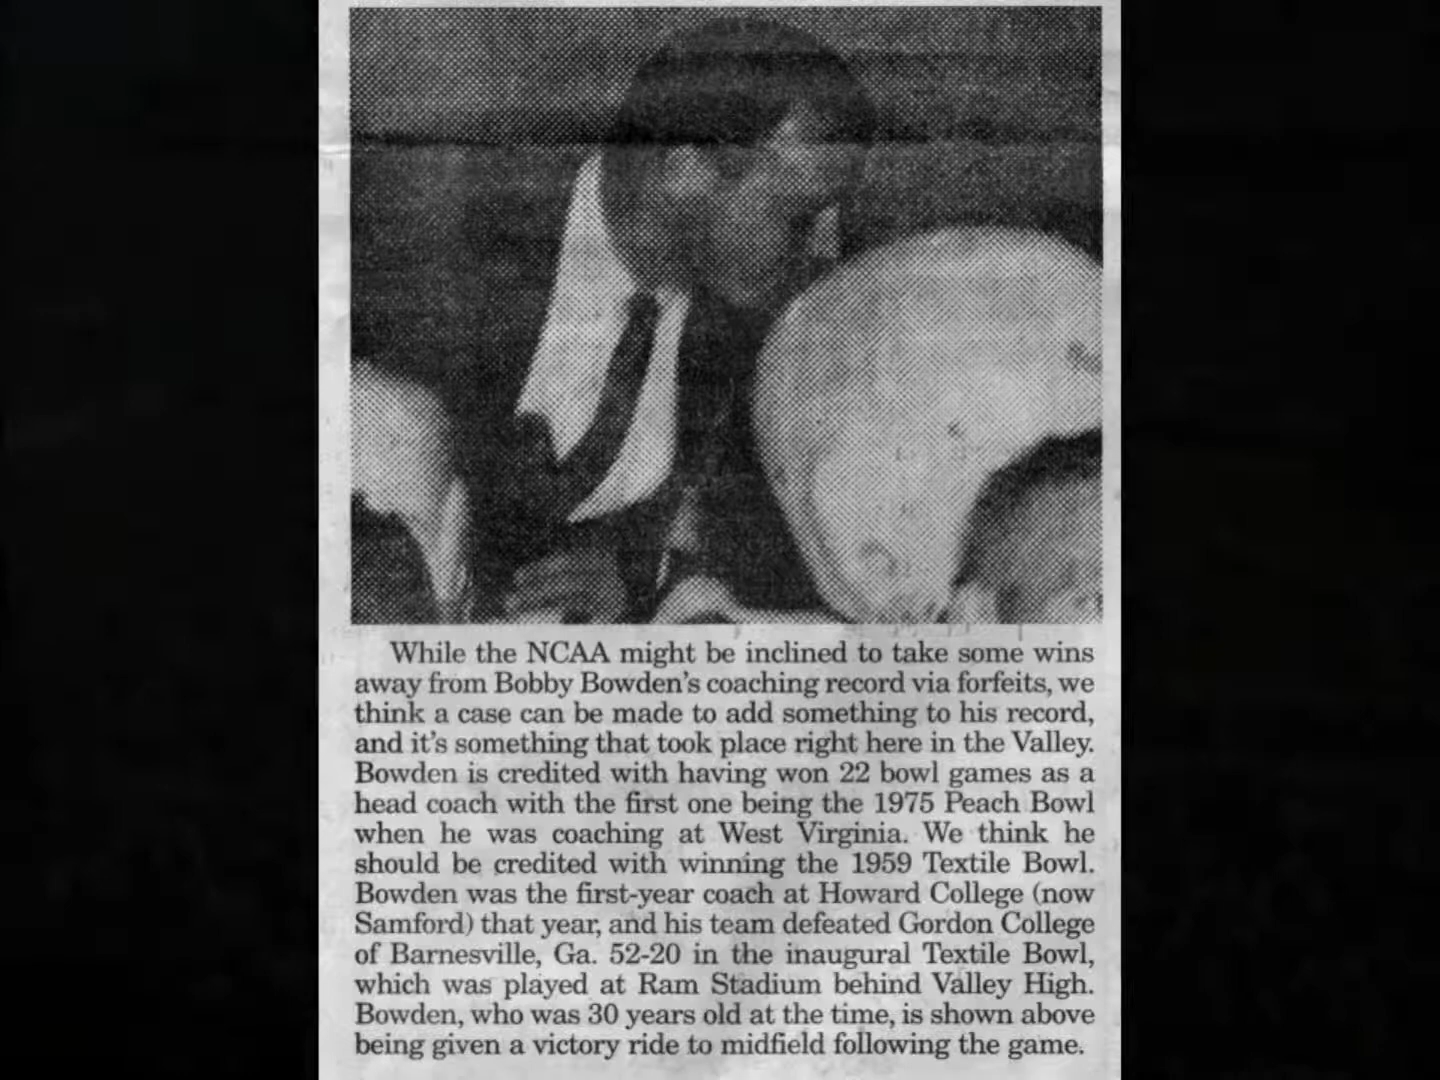 While the NCAA might be inclined to take some wins
away from Bobby Bowden's coaching record via forfeits, we
think a case can be made to add something to his record,
and it's something that took place right here in the Valley.
Bowden is credited with having won 22 bowl games as a
head coach with the first one being the 1975 Peach Bowl
when he was coaching at West Virginia. We think he
should be credited with winning the 1959 Textile Bowl.
Bowden was the first-year coach at Howard College (now
Samford) that year, and his team defeated Gordon College
of Barnesville, Ga. 52-20 in the inaugural Textile Bowl,
which was played at Ram Stadium behind Valley High.
Bowden, who was 30 years old at the time, is shown above
being given a victory ride to midfield following the game.